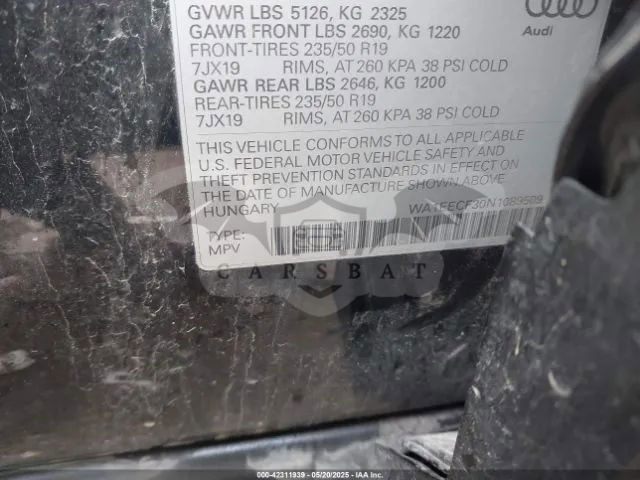 GVWR LBS 5126, KG 2325
GAWR FRONT LBS 2690, KG 1220
FRONT-TIRES 235/50 R19
7JX19 RIMS, AT 260 KPA 38 PSI COLD
GAWR REAR LBS 2646, KG 1200
REAR-TIRES 235/50 R19
7JX19 RIMS, AT 260 KPA 38 PSI COLD
Audi
THIS VEHICLE CONFORMS TO ALL APPLICABLE
U.S. FEDERAL MOTOR VEHICLE SAFETY AND
THEFT PREVENTION STANDARDS IN EFFECT ON
THE DATE OF MANUFACTURE SHOWN ABOVE.
HUNGARY WA1EECF30N1089509
TYPE:
MPV
CARSBAT
000-42311939 - 05/20/2025 - COPYRIGHT IAA, LLC.